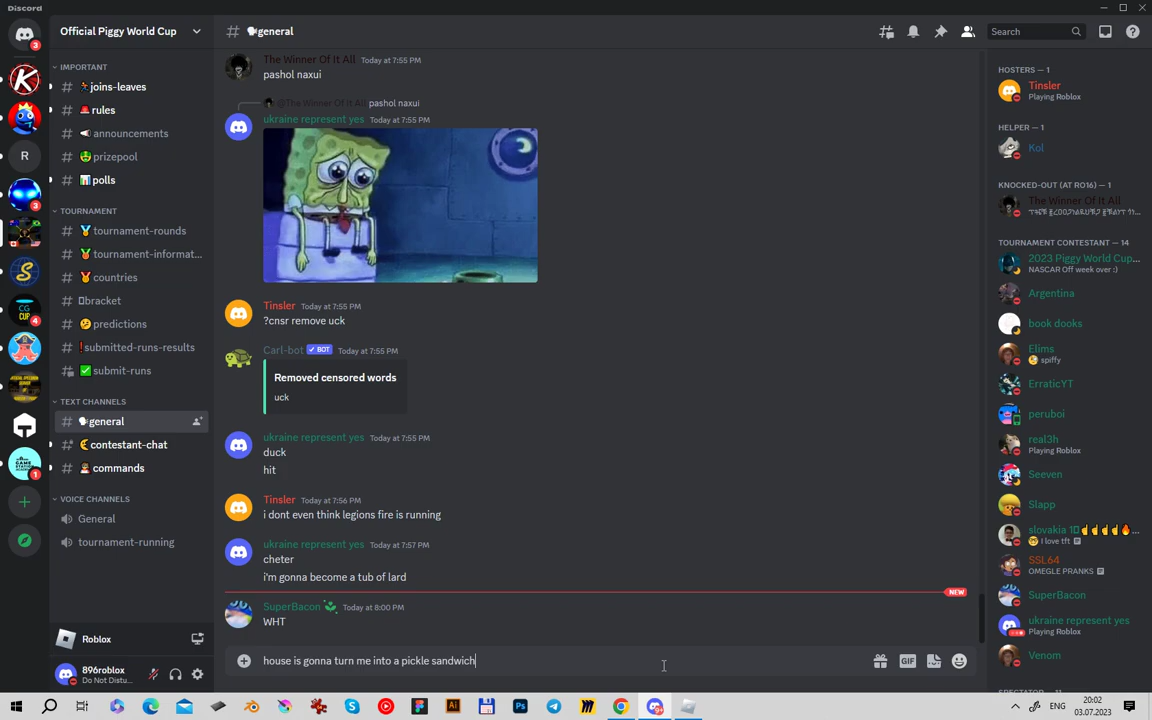 Discord
3
Official Piggy World Cup
general
Search
IMPORTANT
joins-leaves
rules
announcements
prizepool
polls
TOURNAMENT
tournament-rounds
tournament-informat...
countries
bracket
predictions
submitted-runs-results
submit-runs
TEXT CHANNELS
general
contestant-chat
commands
VOICE CHANNELS
General
tournament-running
Roblox
896roblox
Do Not Distu...
R
3
4
1
The Winner Of It All Today at 7:55 PM
pashol naxui
@The Winner Of It All pashol naxui
ukraine represent yes Today at 7:55 PM
Tinsler Today at 7:55 PM
?cnsr remove uck
Carl-bot BOT Today at 7:55 PM
Removed censored words
uck
ukraine represent yes Today at 7:55 PM
duck
hit
Tinsler Today at 7:56 PM
i dont even think legions fire is running
ukraine represent yes Today at 7:57 PM
cheter
i'm gonna become a tub of lard
NEW
SuperBacon Today at 8:00 PM
WHT
house is gonna turn me into a pickle sandwich
GIF
HOSTERS — 1
Tinsler
Playing Roblox
HELPER — 1
Kol
KNOCKED-OUT (AT RO16) — 1
The Winner Of It All
TOURNAMENT CONTESTANT — 14
2023 Piggy World Cup...
NASCAR Off week over :)
Argentina
book dooks
Elims
spiffy
ErraticYT
peruboi
real3h
Playing Roblox
Seeven
Slapp
slovakia
I love tft
SSL64
OMEGLE PRANKS
SuperBacon
ukraine represent yes
Playing Roblox
Venom
ENG
20:02
03.07.2023